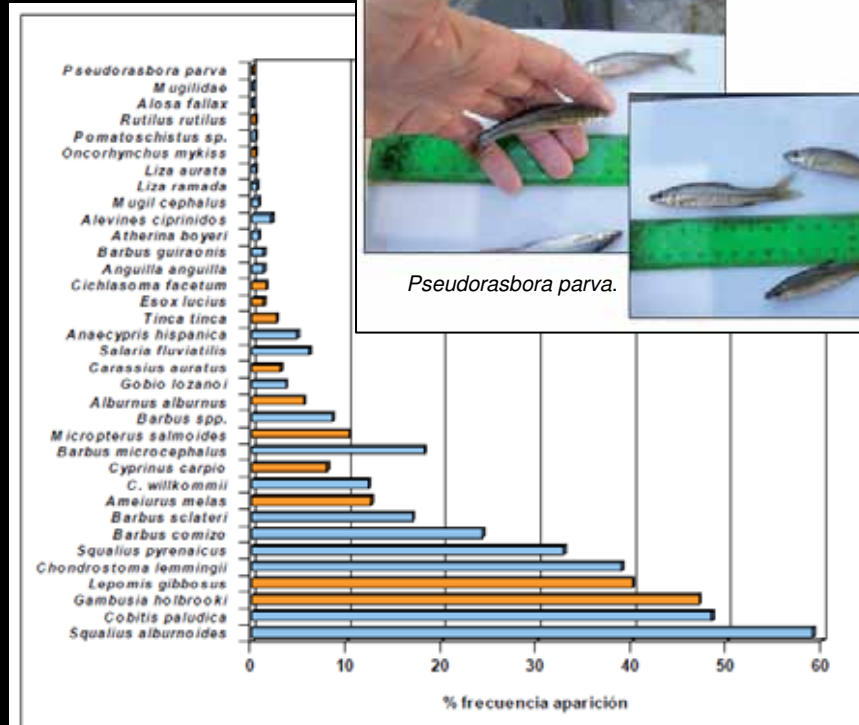 Pseudorasbora parva
Mugilidae
Alosa fallax
Rutilus rutilus
Pomatoschistus sp.
Oncorhynchus mykiss
Liza aurata
Liza ramada
Mugil cephalus
Alevines ciprinidos
Atherina boyeri
Barbus guiraonis
Anguilla anguilla
Cichlasoma facetum
Esox lucius
Tinca tinca
Anaecypris hispanica
Salaria fluviatilis
Carassius auratus
Gobio lozanoi
Alburnus alburnus
Barbus spp.
Micropterus salmoides
Barbus microcephalus
Cyprinus carpio
C. willkommii
Ameiurus melas
Barbus sclateri
Barbus comizo
Squalius pyrenaicus
Chondrostoma lemmingii
Lepomis gibbosus
Gambusia holbrooki
Cobitis paludica
Squalius alburnoides
0 10 20 30 40 50 60
% frecuencia aparición
Pseudorasbora parva.